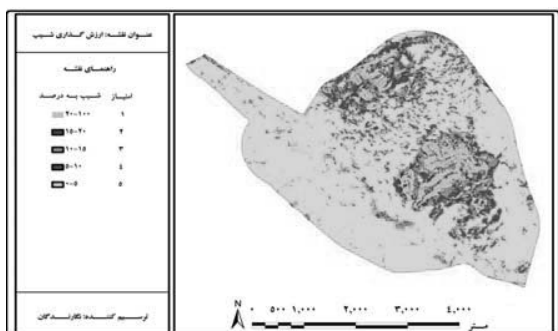 عنوان نقشه: ارزش گذاری شیب
راهنمای نقشه
امتیاز شیب به درصد
۱ ۲۰-۱۰۰
۲ ۱۵-۲۰
۳ ۱۰-۱۵
۴ ۵-۱۰
۵ ۰-۵
ترسیم کننده: نگارندگان
N
۰ ۵۰۰ ۱,۰۰۰ ۲,۰۰۰ ۳,۰۰۰ ۴,۰۰۰
متر